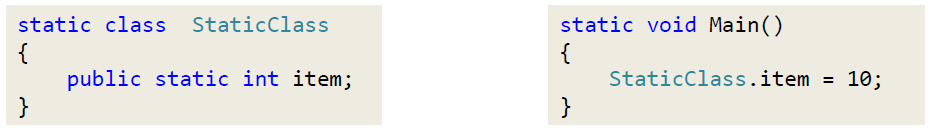 static class  StaticClass
{
    public static int item;
}
static void Main()
{
    StaticClass.item = 10;
}